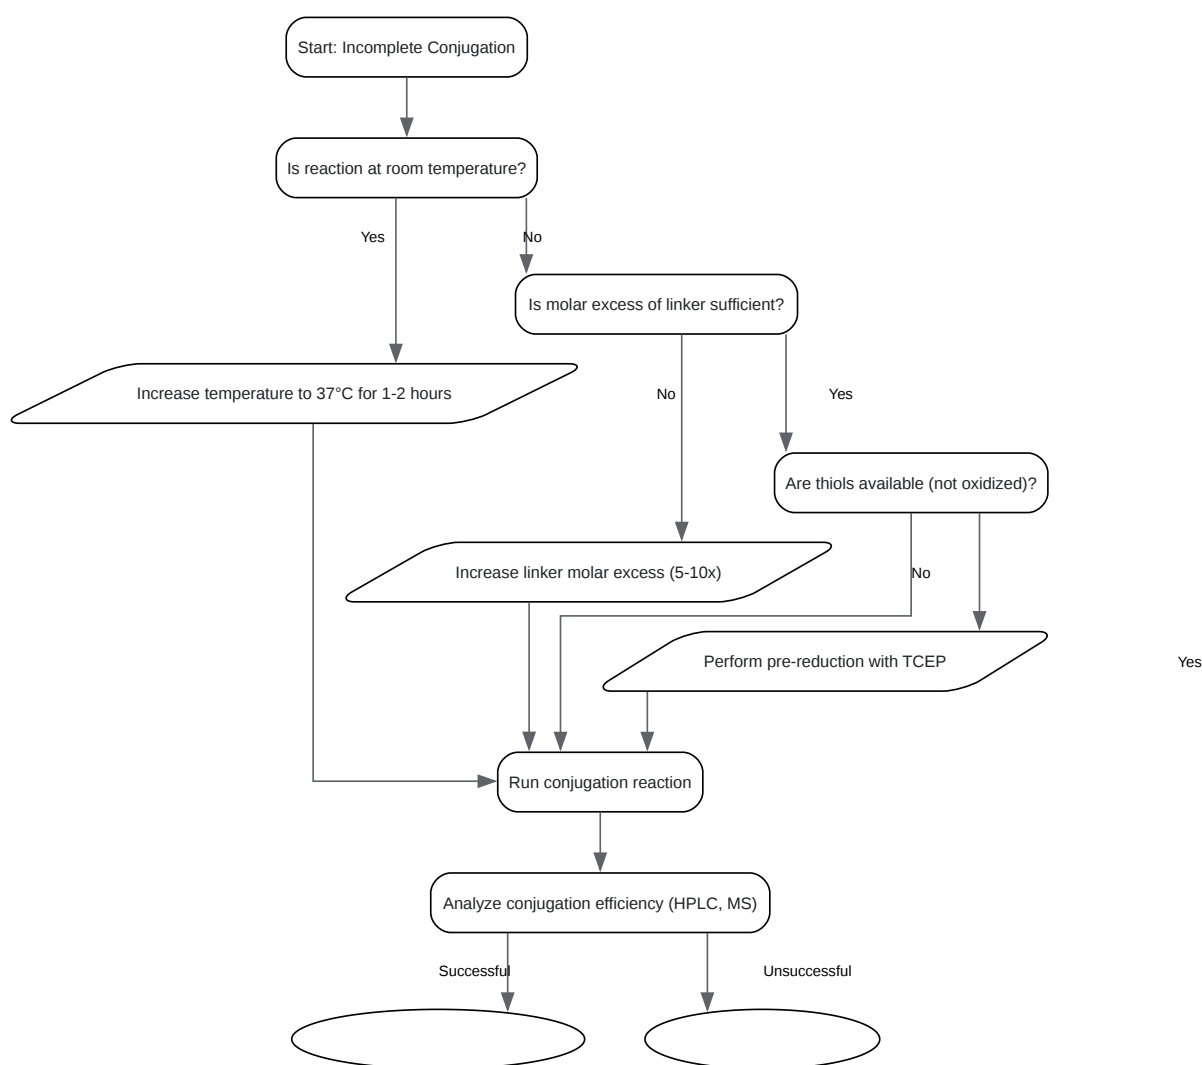 Start: Incomplete Conjugation
Is reaction at room temperature?
Yes
No
Is molar excess of linker sufficient?
Increase temperature to 37°C for 1-2 hours
No
Yes
Are thiols available (not oxidized)?
Increase linker molar excess (5-10x)
No
Perform pre-reduction with TCEP
Yes
Run conjugation reaction
Analyze conjugation efficiency (HPLC, MS)
Successful
Unsuccessful